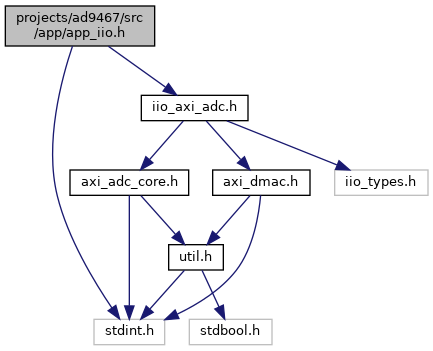 projects/ad9467/src
/app/app_iio.h
iio_axi_adc.h
axi_adc_core.h
axi_dmac.h
iio_types.h
util.h
stdint.h
stdbool.h